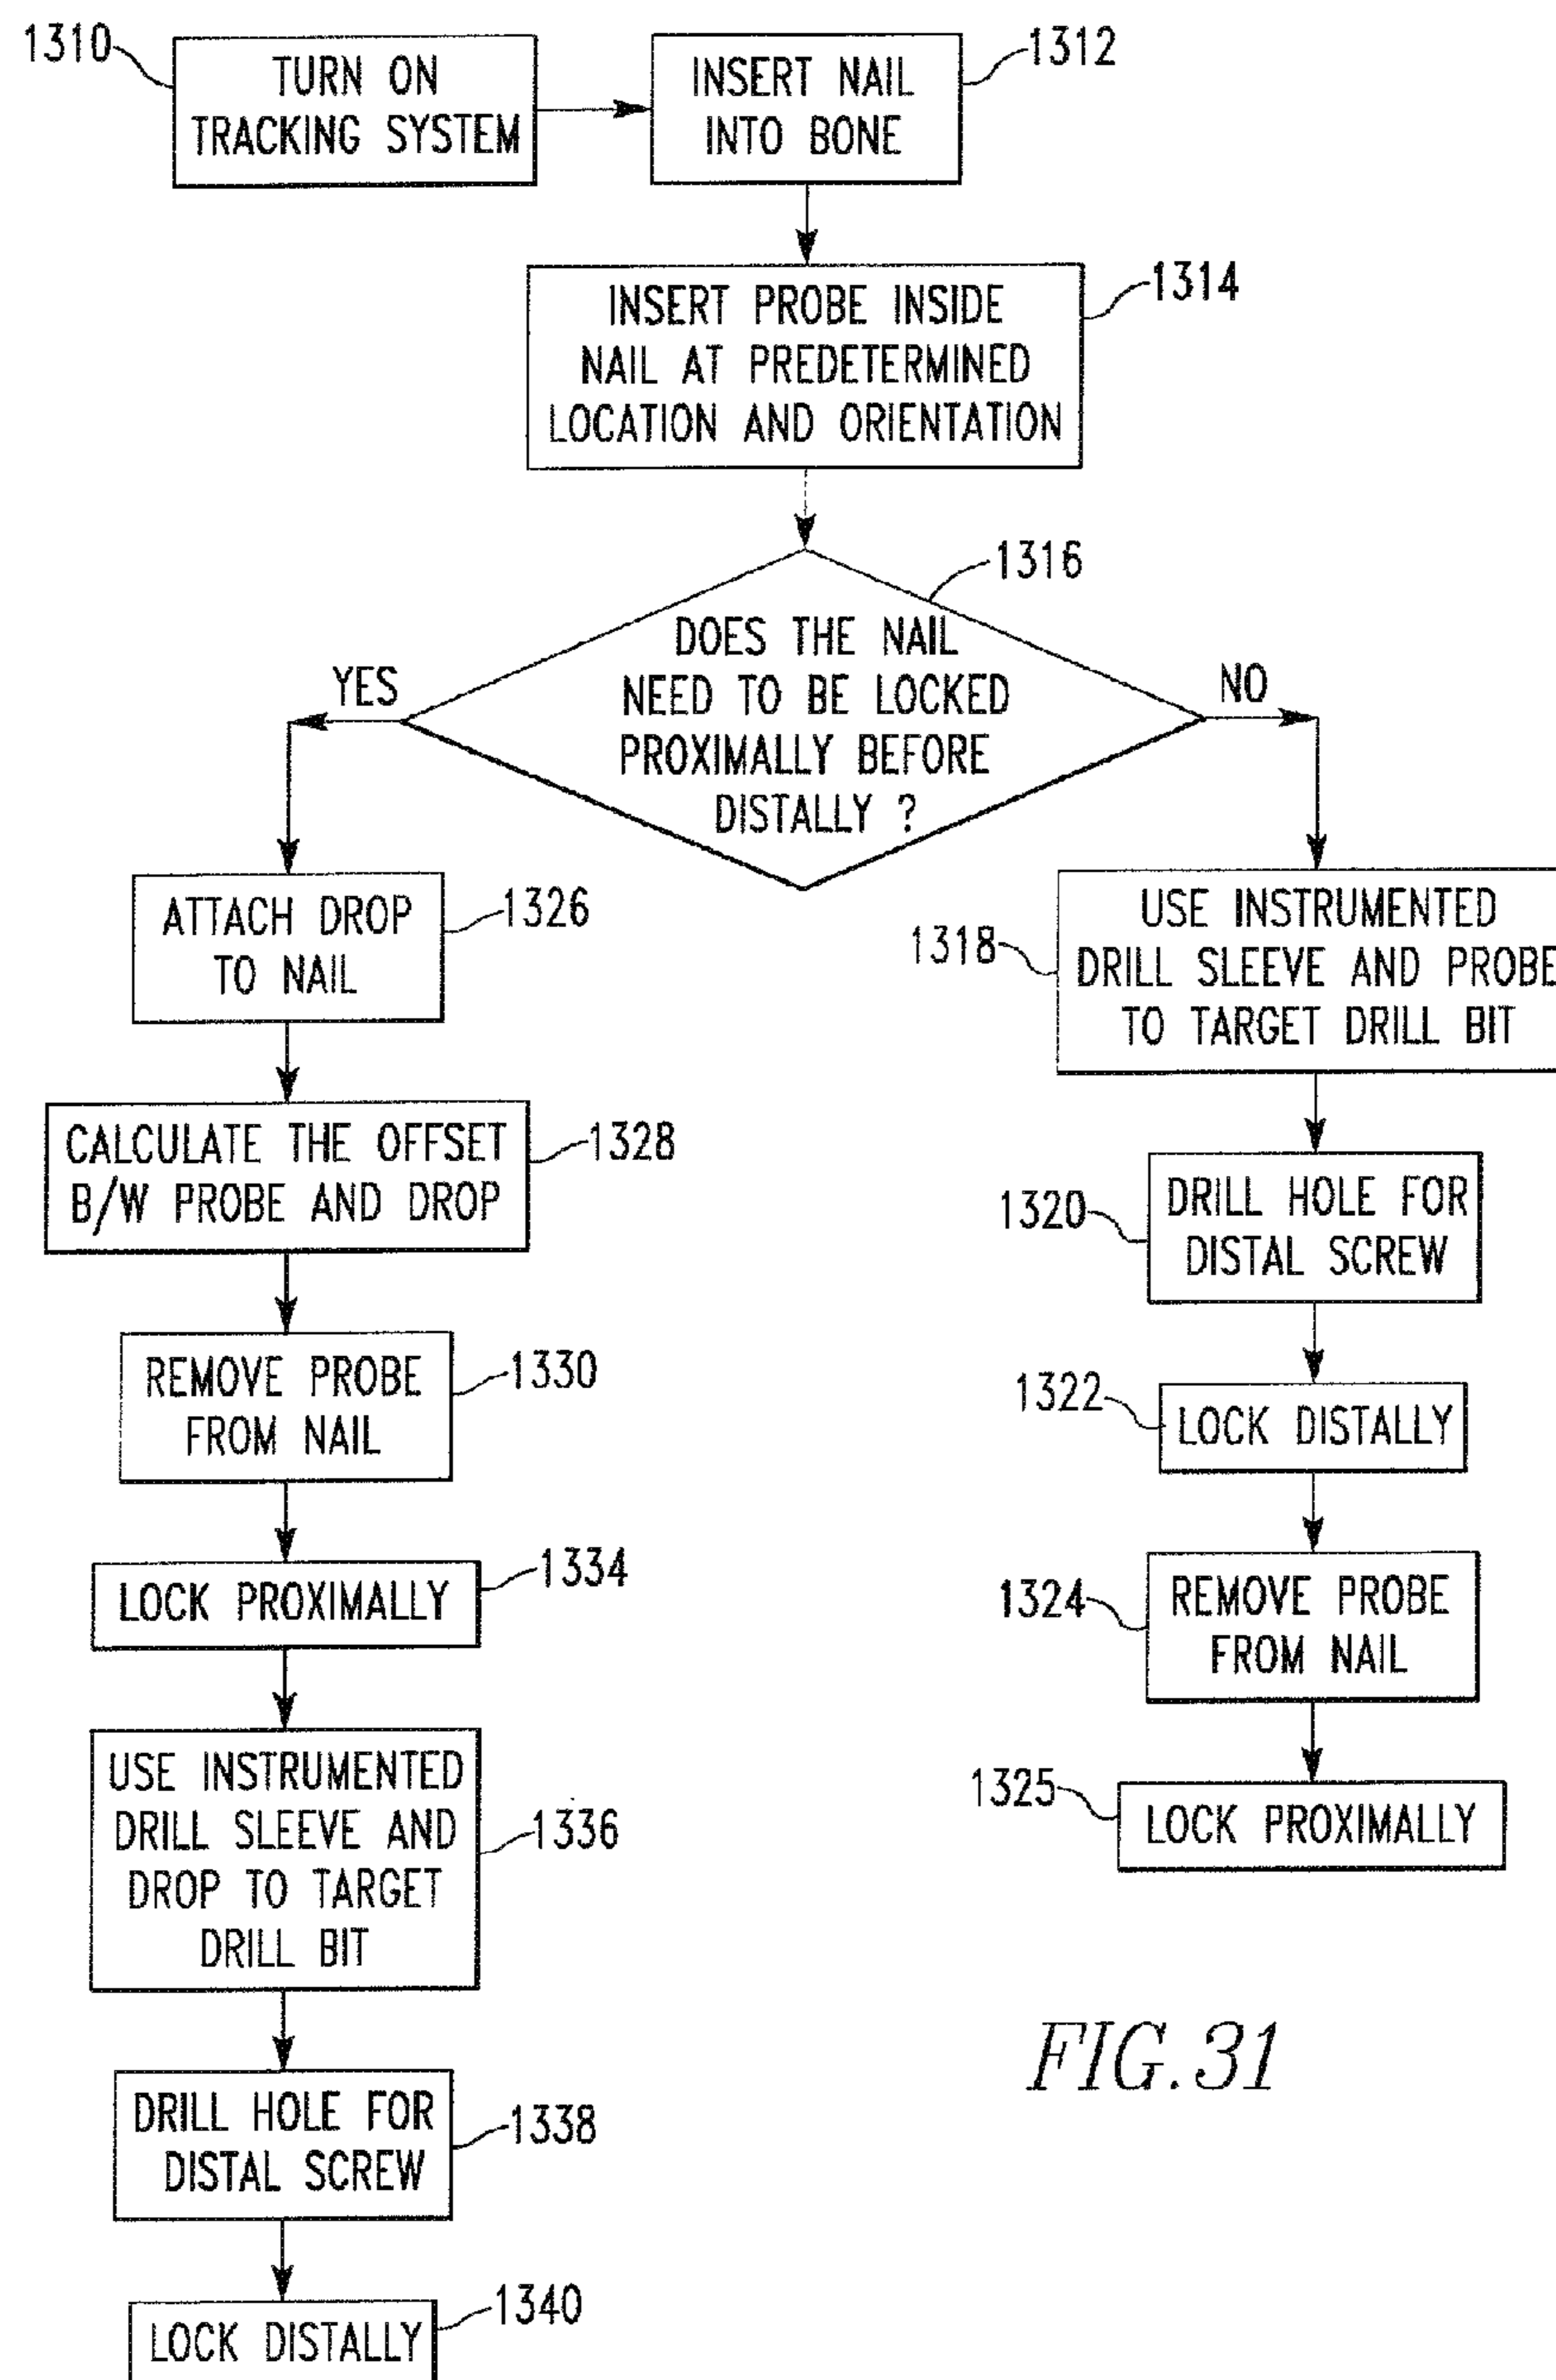 1310
TURN ON
TRACKING SYSTEM
INSERT NAIL
INTO BONE
1312
INSERT PROBE INSIDE
NAIL AT PREDETERMINED
LOCATION AND ORIENTATION
1314
1316
DOES THE NAIL
NEED TO BE LOCKED
PROXIMALLY BEFORE
DISTALLY ?
YES
NO
ATTACH DROP
TO NAIL
1326
CALCULATE THE OFFSET
B/W PROBE AND DROP
1328
REMOVE PROBE
FROM NAIL
1330
LOCK PROXIMALLY
1334
USE INSTRUMENTED
DRILL SLEEVE AND
DROP TO TARGET
DRILL BIT
1336
DRILL HOLE FOR
DISTAL SCREW
1338
LOCK DISTALLY
1340
1318
USE INSTRUMENTED
DRILL SLEEVE AND PROBE
TO TARGET DRILL BIT
1320
DRILL HOLE FOR
DISTAL SCREW
1322
LOCK DISTALLY
1324
REMOVE PROBE
FROM NAIL
1325
LOCK PROXIMALLY
FIG.31